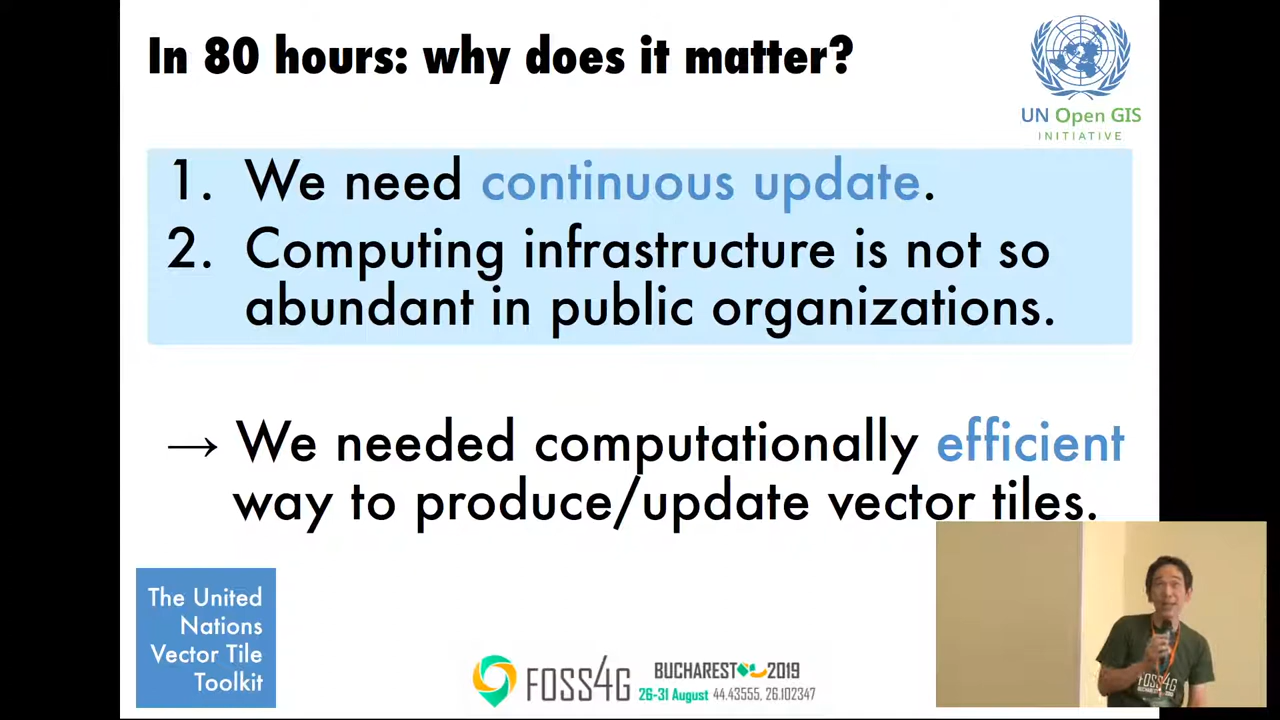 In 80 hours: why does it matter?
UN Open GIS
INITIATIVE
1. We need continuous update.
2. Computing infrastructure is not so
abundant in public organizations.
→ We needed computationally efficient
way to produce/update vector tiles.
The United
Nations
Vector Tile
Toolkit
FOSS4G
BUCHAREST 2019
26-31 August 44.43555, 26.102347
FOSS4G